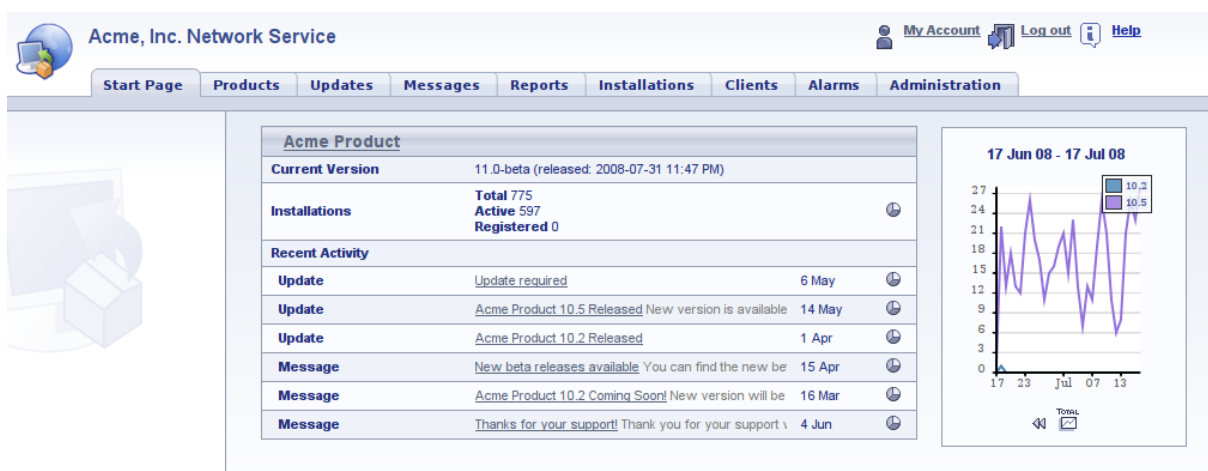 Acme, Inc. Network Service
My Account Log out Help
Start Page Products Updates Messages Reports Installations Clients Alarms Administration
Acme Product
Current Version 11.0-beta (released: 2008-07-31 11:47 PM)
Installations
Total 775
Active 597
Registered 0
Recent Activity
Update Update required 6 May
Update Acme Product 10.5 Released New version is available 14 May
Update Acme Product 10.2 Released 1 Apr
Message New beta releases available You can find the new be 15 Apr
Message Acme Product 10.2 Coming Soon! New version will be 16 Mar
Message Thanks for your support! Thank you for your support 4 Jun
17 Jun 08 - 17 Jul 08
10.2
10.5
27
24
21
18
15
12
9
6
3
0
17 23 Jul 07 13
TOTAL